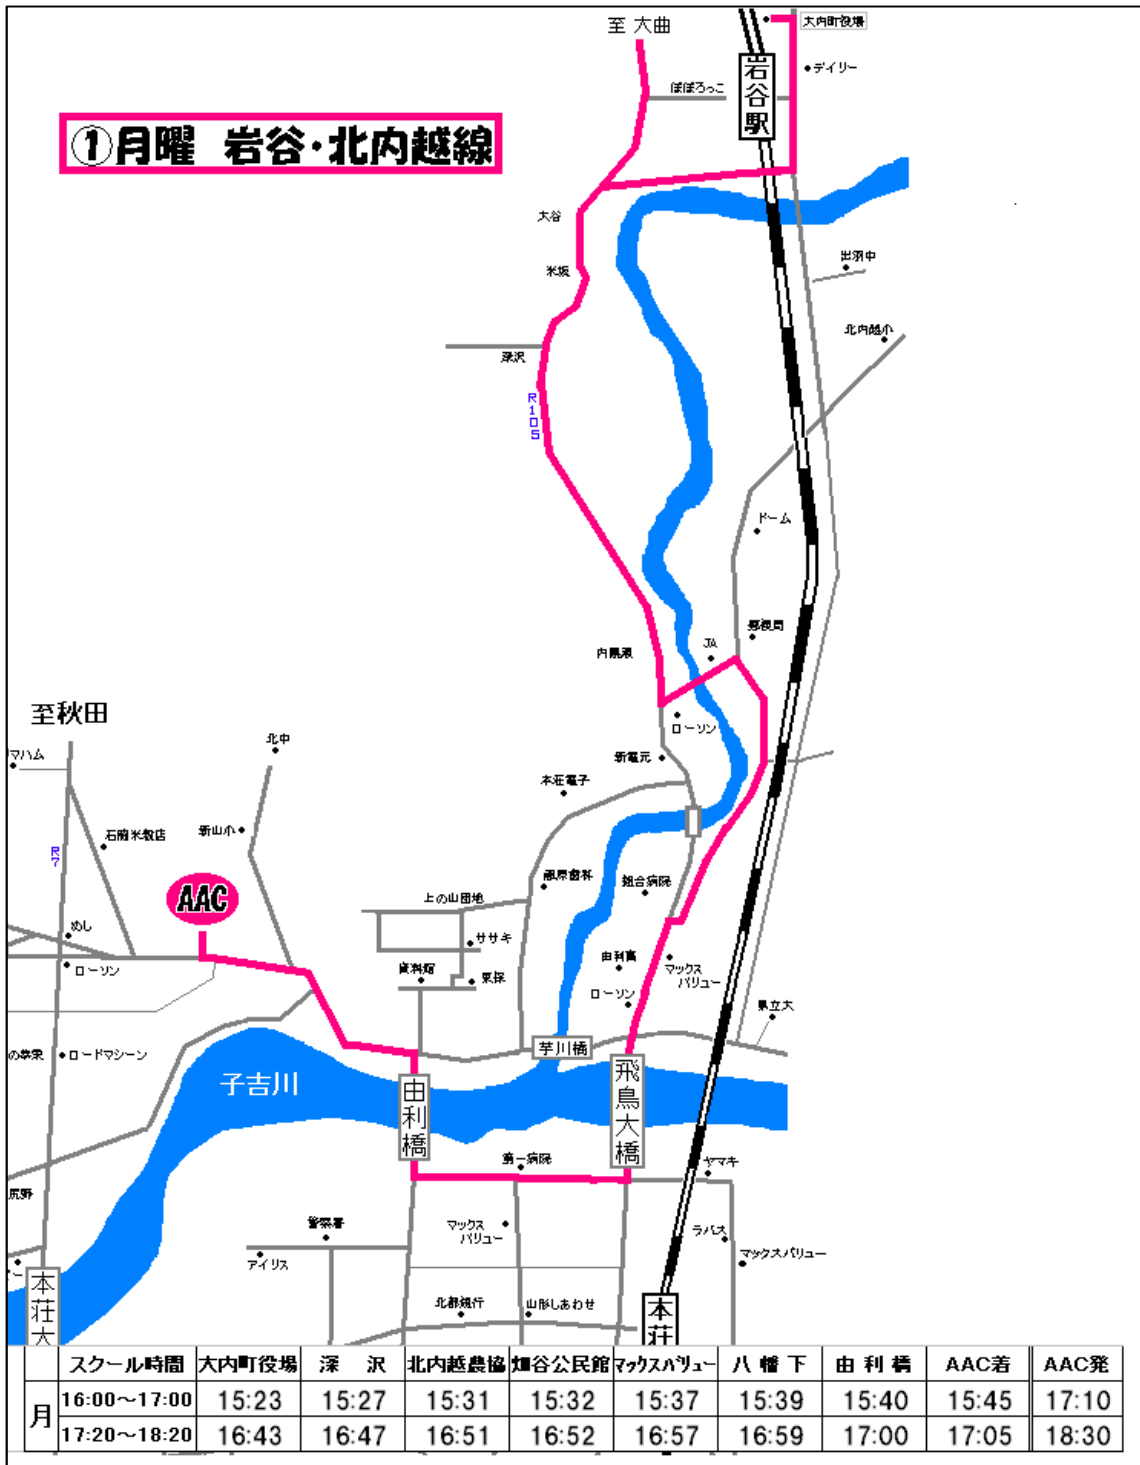 至 大曲
大内町役場
デイリー
ぽぽろっこ
岩谷駅
①月曜 岩谷・北内越線
大谷
米坂
出羽中
北内越小
深沢
R105
ドーム
郵便局
JA
内黒瀬
ローソン
新電元
至秋田
マハム
北中
本荘電子
石脇米穀店
新山小
R7
AAC
組合病院
上の山団地
めし
ササキ
ローソン
資料館
東探
由利高
マックス
バリュー
ローソン
県立大
芋川橋
ロードマシーン
子吉川
由利橋
飛鳥大橋
第一病院
ヤマキ
警察署
アイリス
マックス
バリュー
ラパス
マックスバリュー
本荘大
北都銀行
山形しあわせ
本荘
スクール時間 大内町役場 深 沢 北内越農協 畑谷公民館 マックスバリュー 八 幡 下 由 利 橋 AAC着 AAC発
月
16:00～17:00 15:23 15:27 15:31 15:32 15:37 15:39 15:40 15:45 17:10
17:20～18:20 16:43 16:47 16:51 16:52 16:57 16:59 17:00 17:05 18:30